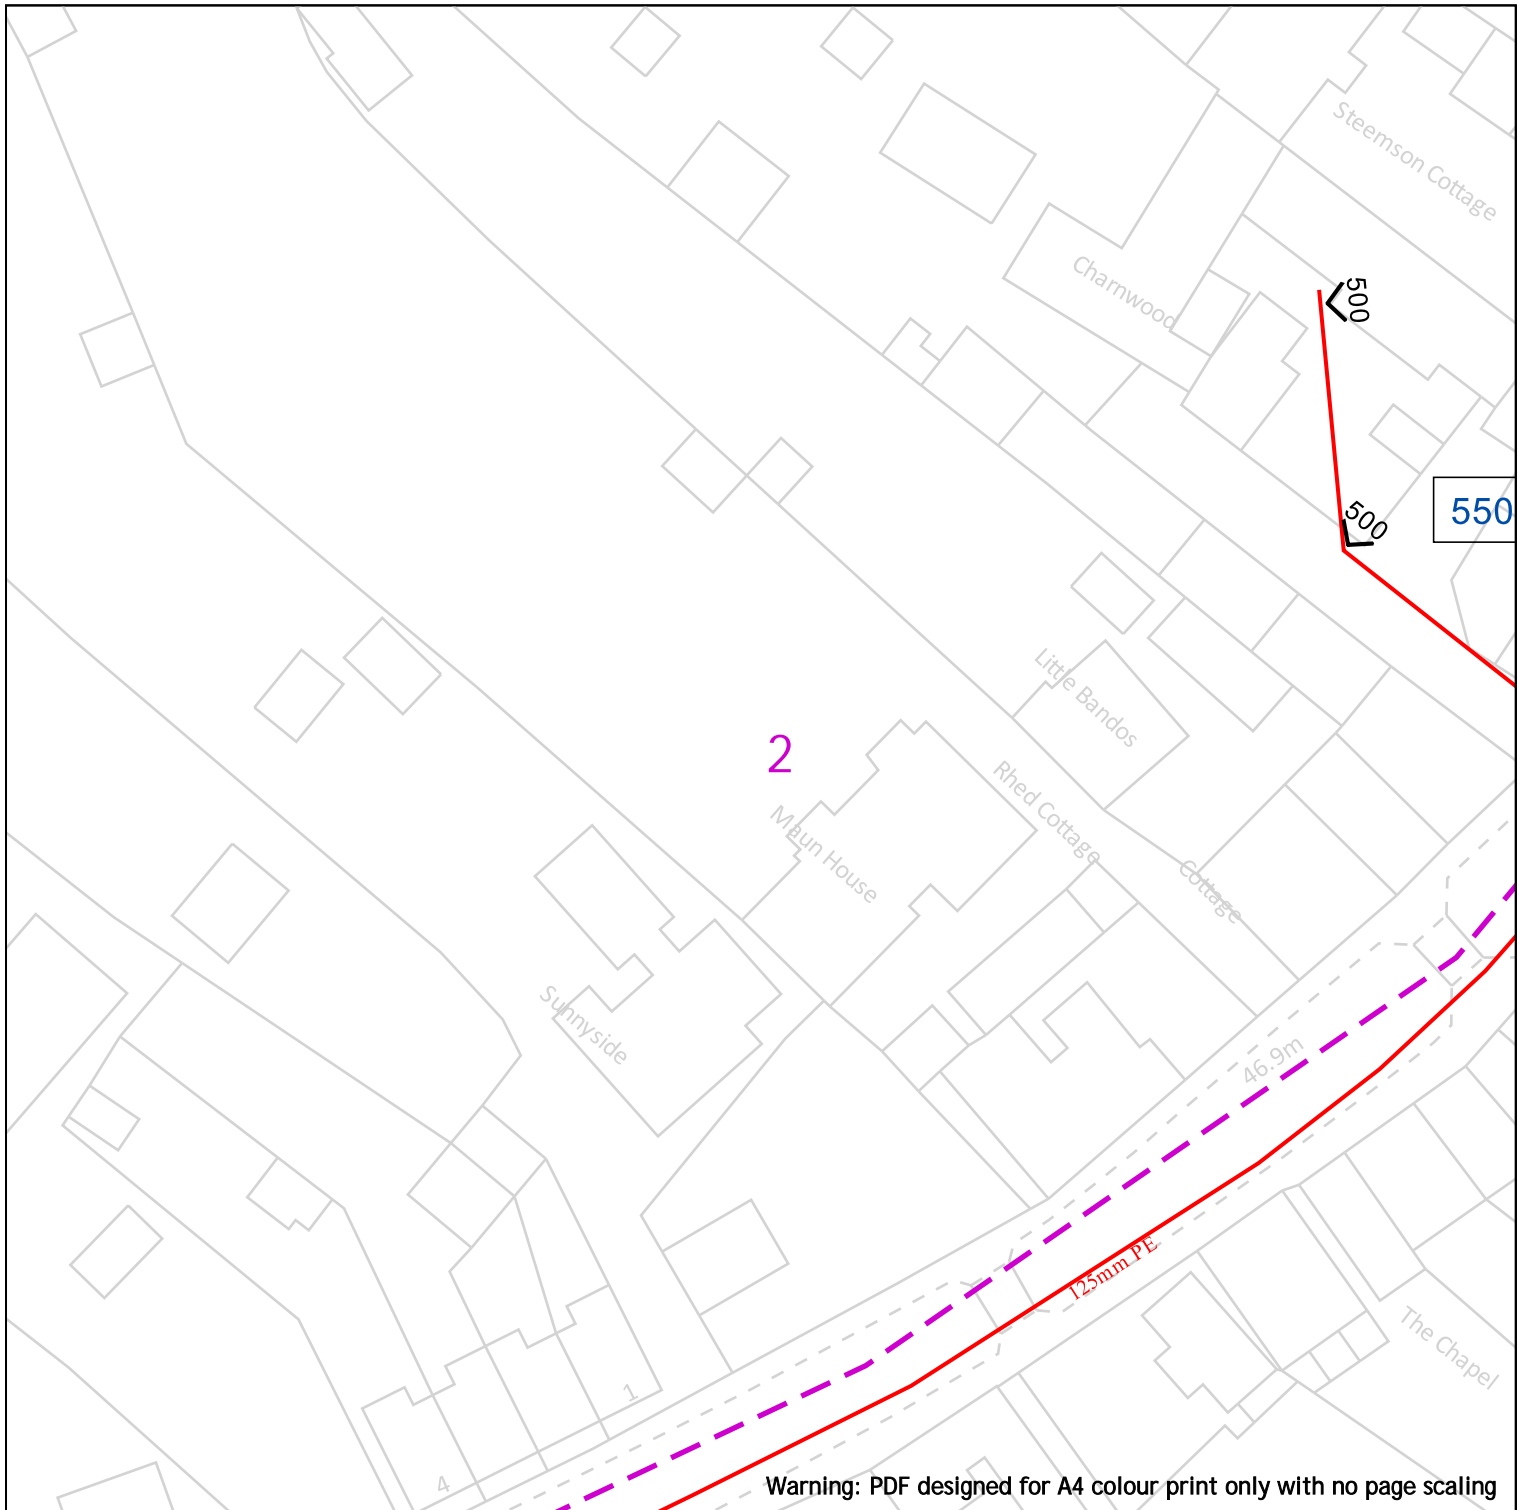 Steemson Cottage
Charnwood
500
500
550
Little Bandos
2
Rhed Cottage
Maun House
Cottage
Sunnyside
46.9m
125mm PE
The Chapel
1
4
Warning: PDF designed for A4 colour print only with no page scaling